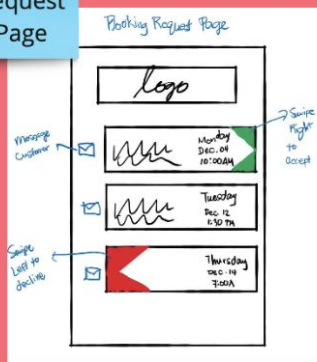 equest
Page
Booking Request Page
Logo
Message
Customer
Monday
Dec. 04
10:00AM
Swipe
Right
to
Accept
Tuesday
Dec. 12
1:30 PM
Swipe
Left to
decline
Thursday
Dec. 14
7:00A